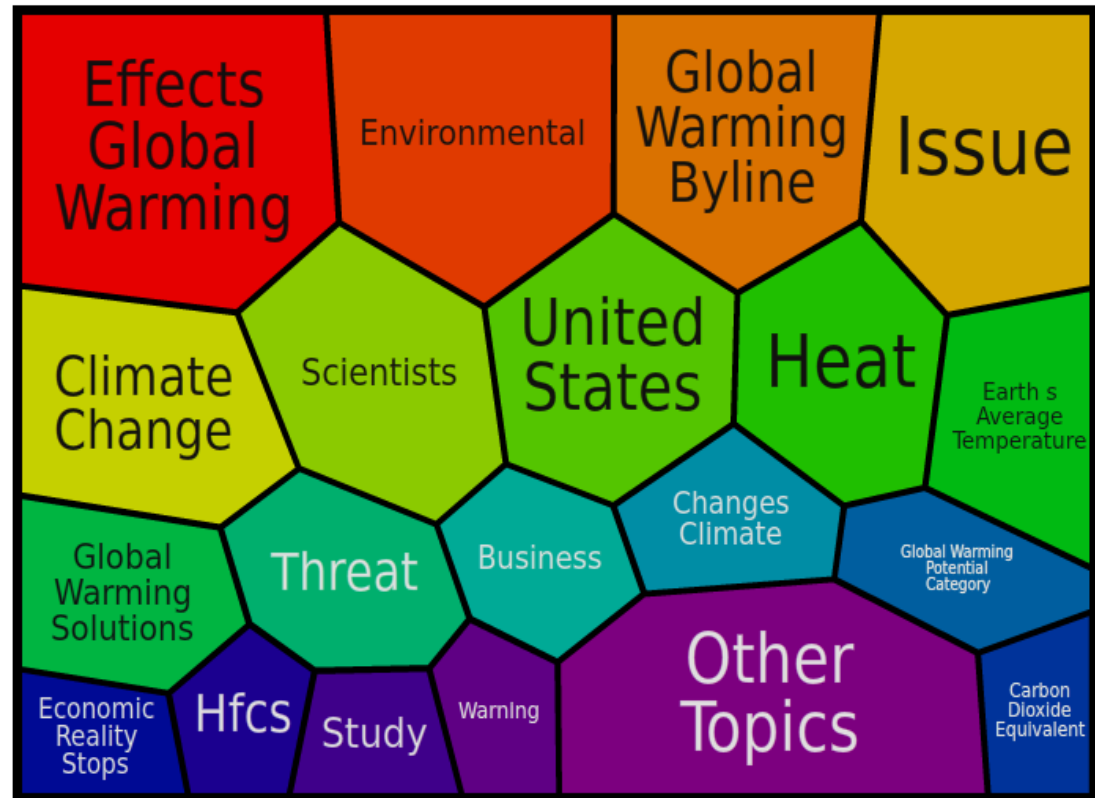 Effects
Global
Warming
Environmental
Global
Warming
Byline
Issue
Climate
Change
Scientists
United
States
Heat
Earth s
Average
Temperature
Global
Warming
Solutions
Threat
Business
Changes
Climate
Global Warming
Potential
Category
Economic
Reality
Stops
Hfcs
Study
Warning
Other
Topics
Carbon
Dioxide
Equivalent